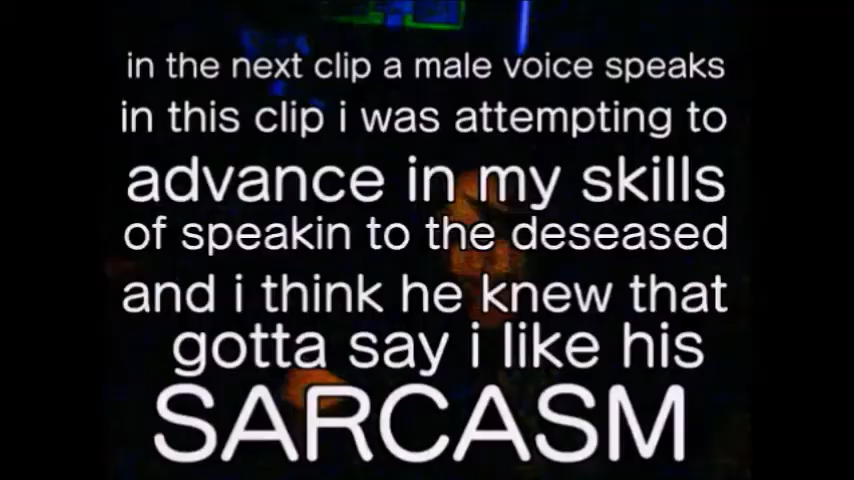 in the next clip a male voice speaks
in this clip i was attempting to
advance in my skills
of speakin to the deseased
and i think he knew that
gotta say i like his
SARCASM